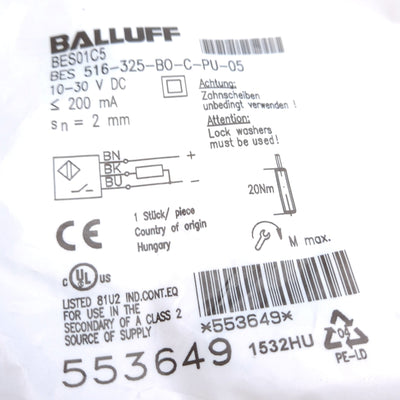 BALLUFF
BES01C5
BES 516-325-BO-C-PU-05
10-30 V DC
≤ 200 mA
sn = 2 mm
Achtung:
Zahnscheiben
unbedingt verwenden !
Attention:
Lock washers
must be used!
BN +
BK
BU −
20Nm
1 Stück/ piece
Country of origin
Hungary
M max.
CE
c UL us
LISTED 81U2 IND.CONT.EQ
FOR USE IN THE
SECONDARY OF A CLASS 2
SOURCE OF SUPPLY
*553649*
553649 1532HU
04
PE-LD